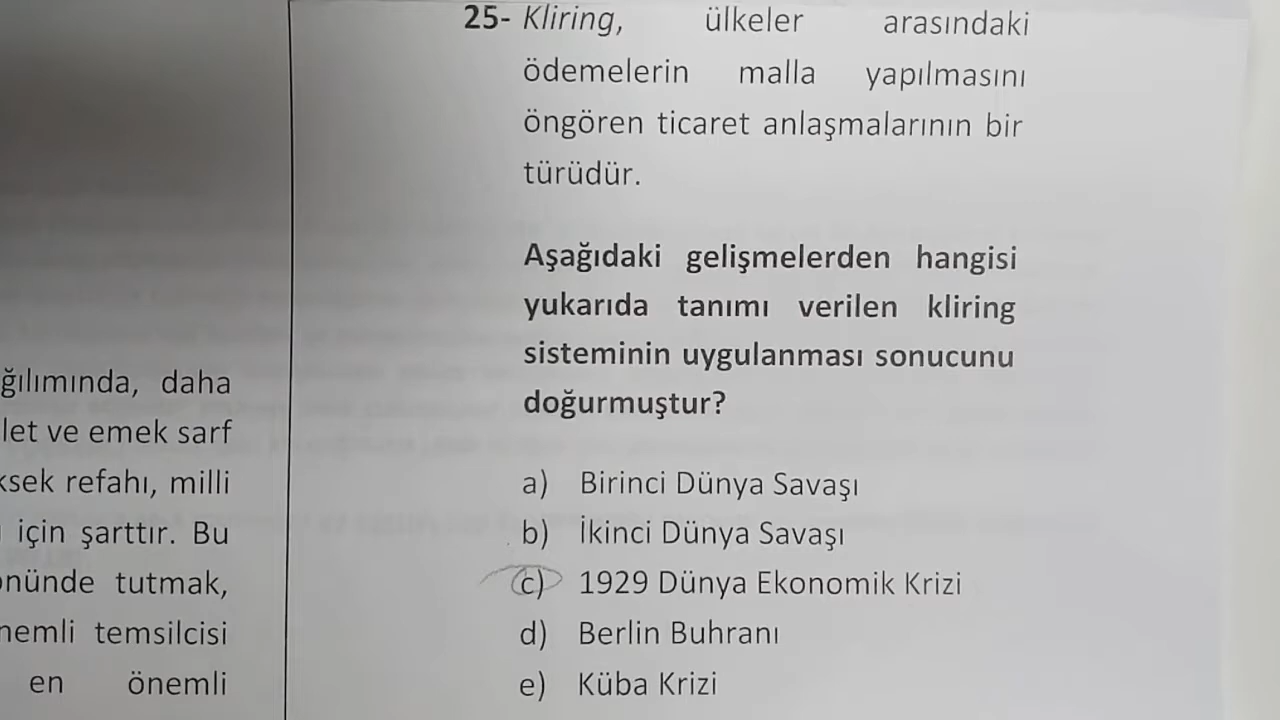 ğılımında, daha
let ve emek sarf
ksek refahı, milli
için şarttır. Bu
önünde tutmak,
nemli temsilcisi
en önemli
25- Kliring, ülkeler arasındaki
ödemelerin malla yapılmasını
öngören ticaret anlaşmalarının bir
türüdür.
Aşağıdaki gelişmelerden hangisi
yukarıda tanımı verilen kliring
sisteminin uygulanması sonucunu
doğurmuştur?
a) Birinci Dünya Savaşı
b) İkinci Dünya Savaşı
c) 1929 Dünya Ekonomik Krizi
d) Berlin Buhranı
e) Küba Krizi